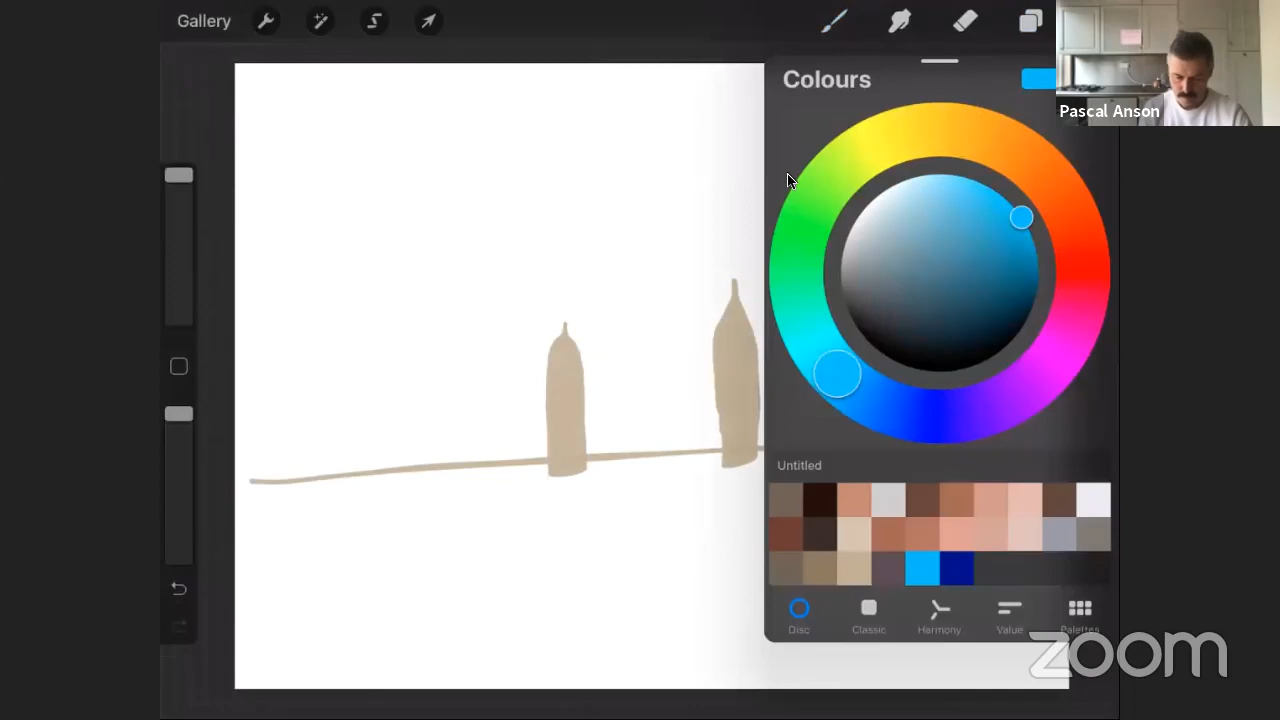 Gallery
Colours
Pascal Anson
Untitled
Disc
Classic
Harmony
Value
Palettes
zoom